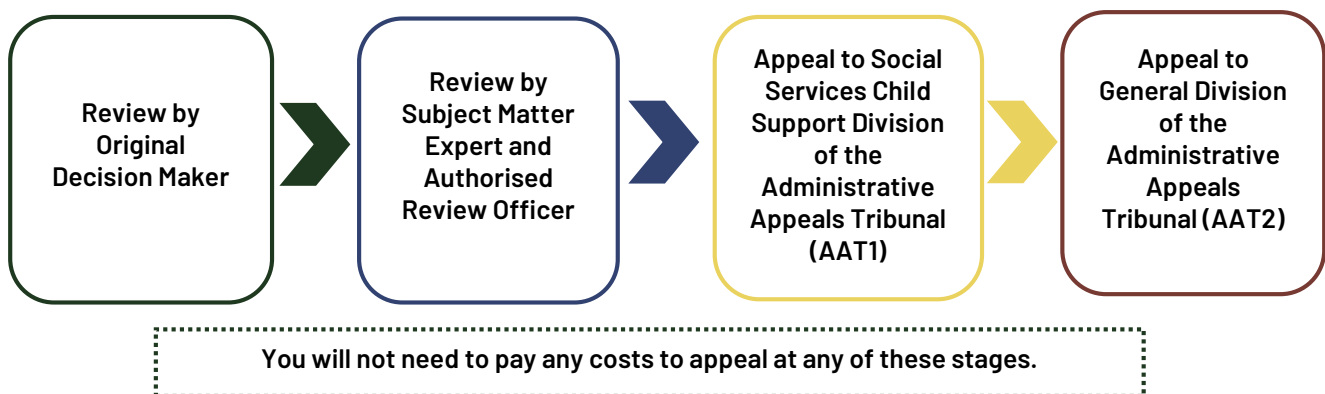 Review by
Original
Decision Maker
Review by
Subject Matter
Expert and
Authorised
Review Officer
Appeal to Social
Services Child
Support Division
of the
Administrative
Appeals Tribunal
(AAT1)
Appeal to
General Division
of the
Administrative
Appeals
Tribunal (AAT2)
You will not need to pay any costs to appeal at any of these stages.